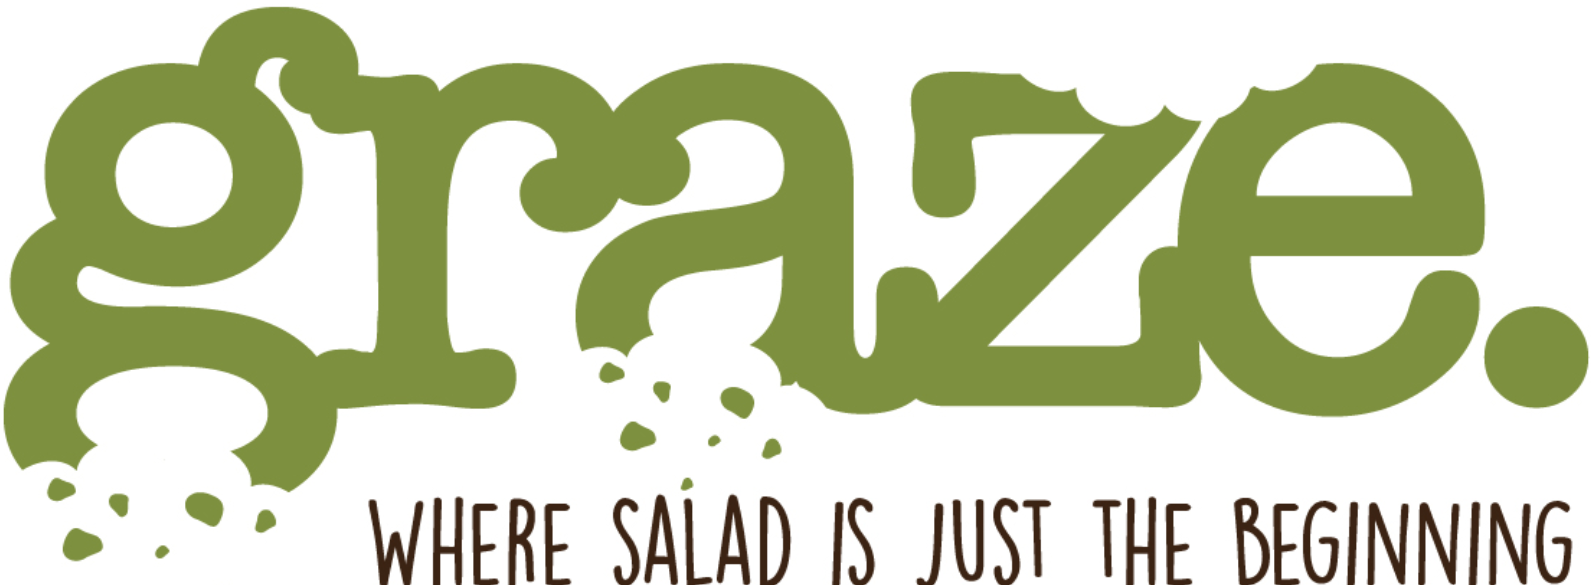 graze.
WHERE SALAD IS JUST THE BEGINNING